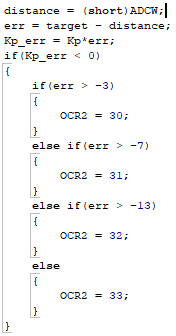 distance = (short)ADCW;
err = target - distance;
Kp_err = Kp*err;
if(Kp_err < 0)
{
if(err > -3)
{
OCR2 = 30;
}
else if(err > -7)
{
OCR2 = 31;
}
else if(err > -13)
{
OCR2 = 32;
}
else
{
OCR2 = 33;
}
}